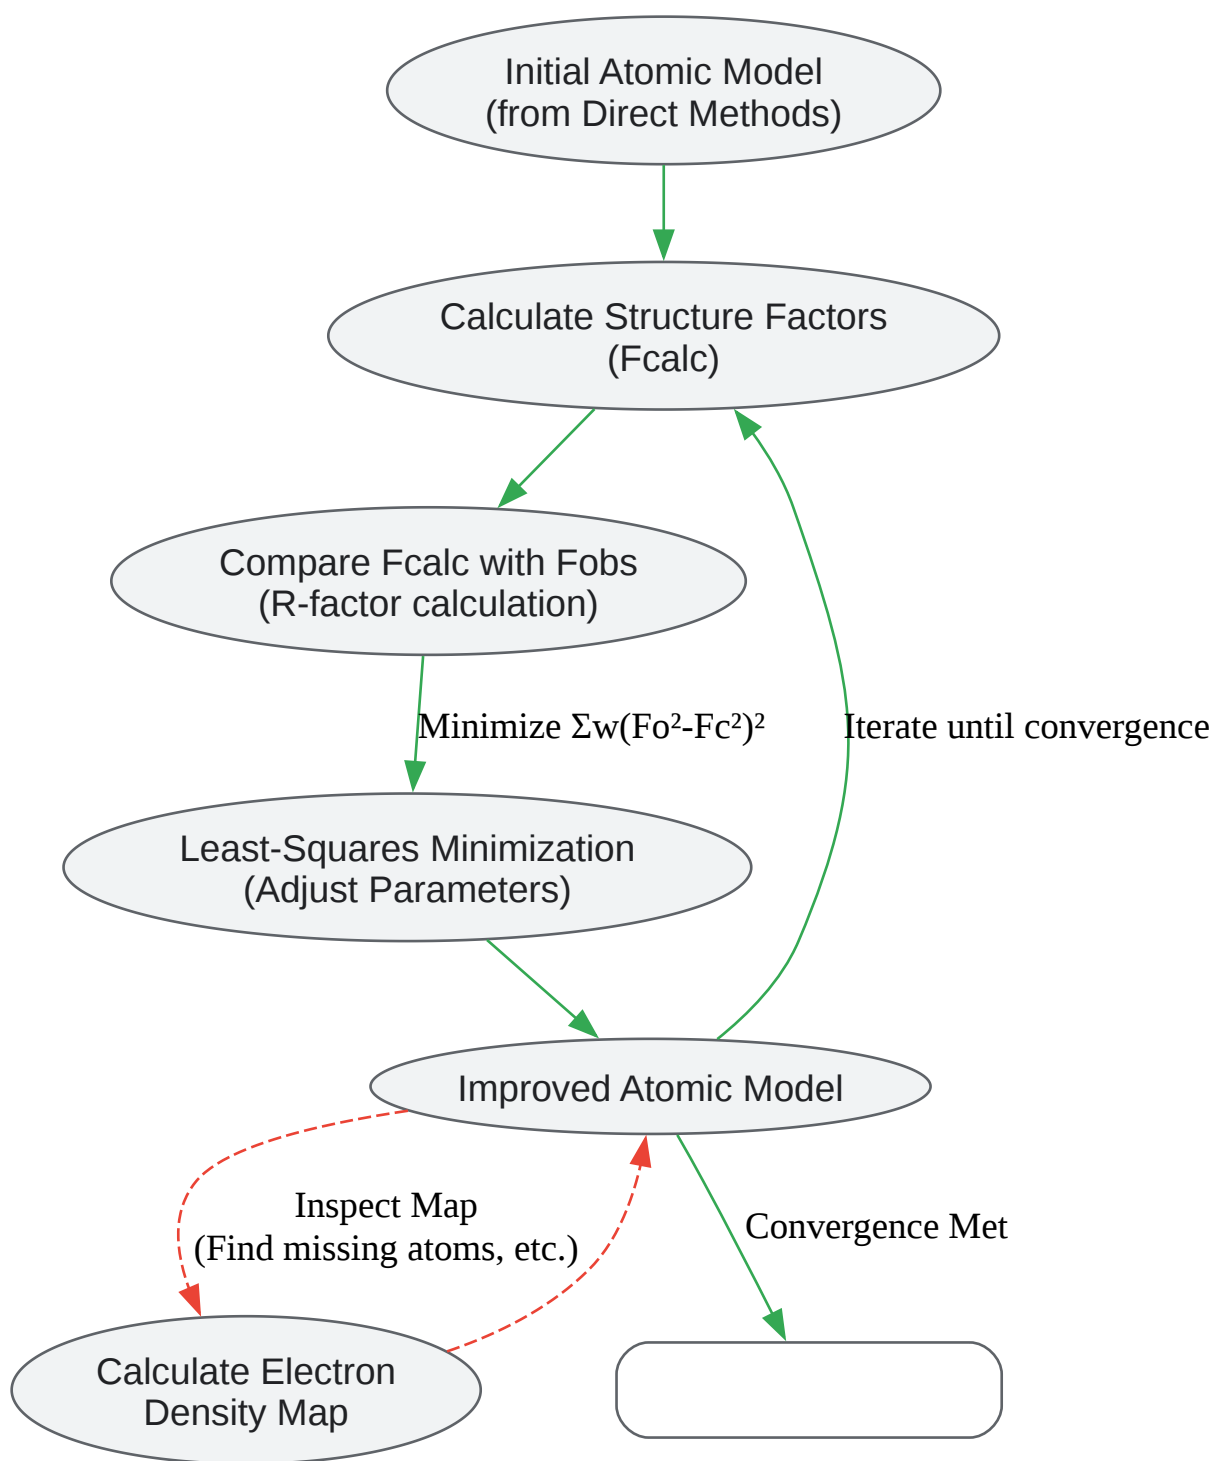 Initial Atomic Model
(from Direct Methods)
Calculate Structure Factors
(Fcalc)
Compare Fcalc with Fobs
(R-factor calculation)
Minimize Σw(Fo²-Fc²)²
Iterate until convergence
Least-Squares Minimization
(Adjust Parameters)
Improved Atomic Model
Inspect Map
(Find missing atoms, etc.)
Convergence Met
Calculate Electron
Density Map